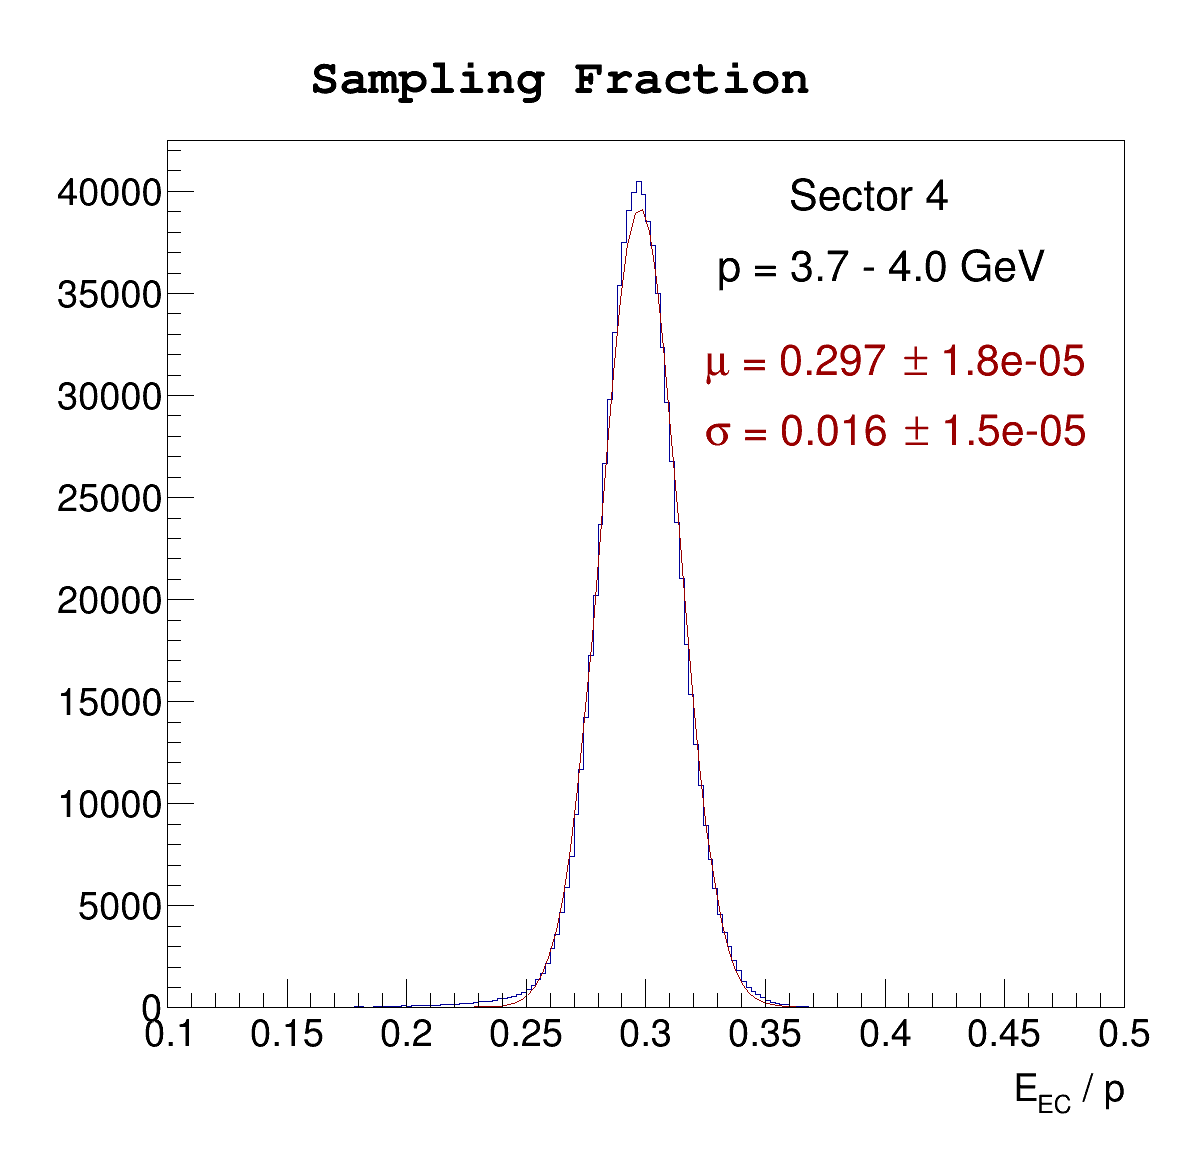 Sampling Fraction
Sector 4
p = 3.7 - 4.0 GeV
μ = 0.297 ± 1.8e-05
σ = 0.016 ± 1.5e-05
40000
35000
30000
25000
20000
15000
10000
5000
0
0.1 0.15 0.2 0.25 0.3 0.35 0.4 0.45 0.5
E_EC / p